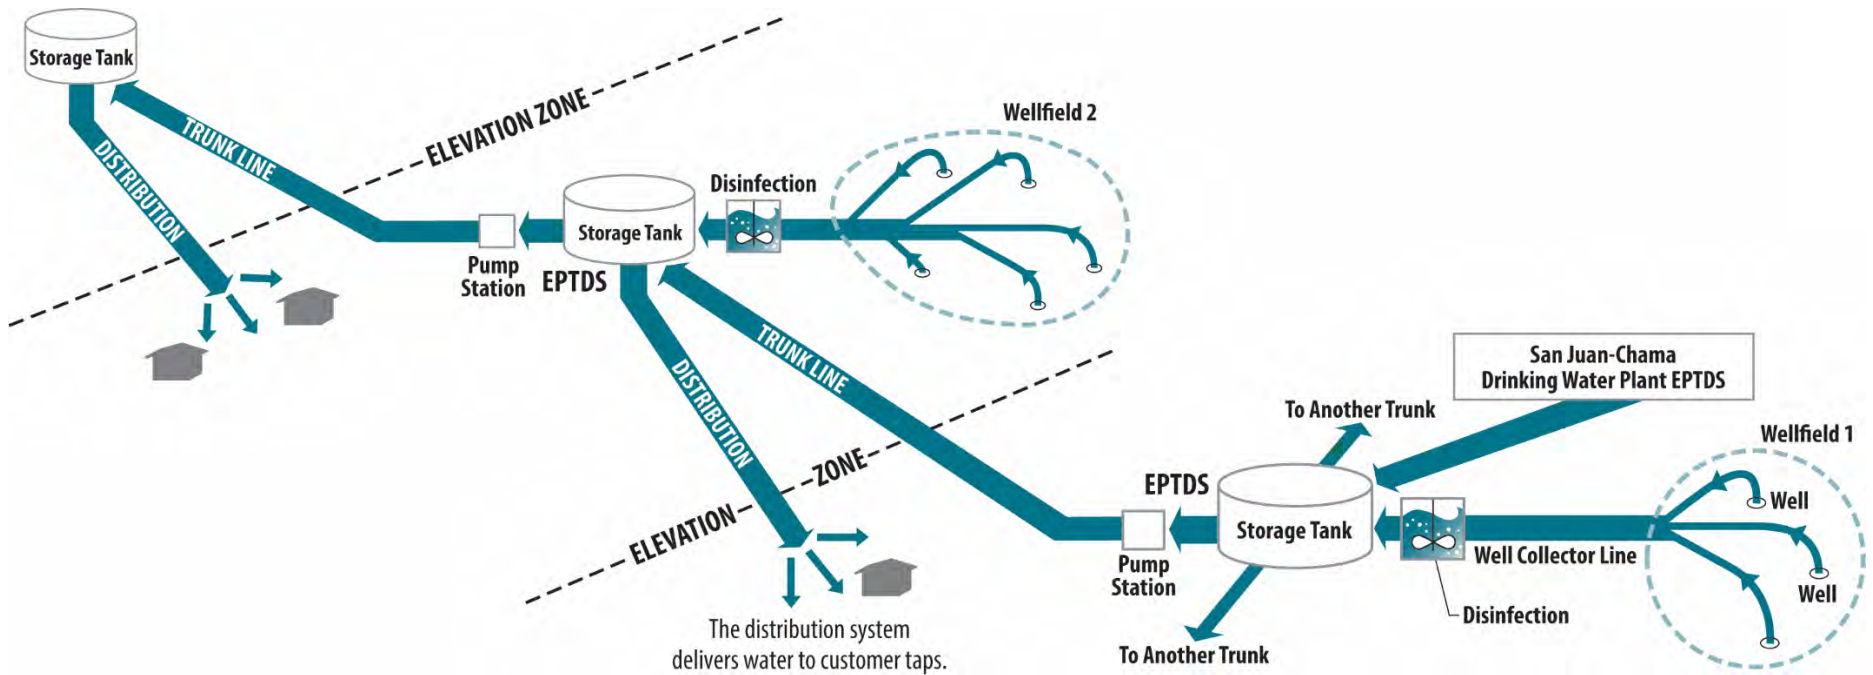 Storage Tank
TRUNK LINE
DISTRIBUTION
ELEVATION ZONE
Wellfield 2
Disinfection
Storage Tank
Pump
Station
EPTDS
TRUNK LINE
DISTRIBUTION
ELEVATION ZONE
The distribution system
delivers water to customer taps.
San Juan-Chama
Drinking Water Plant EPTDS
To Another Trunk
Wellfield 1
EPTDS
Storage Tank
Well
Well Collector Line
Pump
Station
Well
Disinfection
To Another Trunk